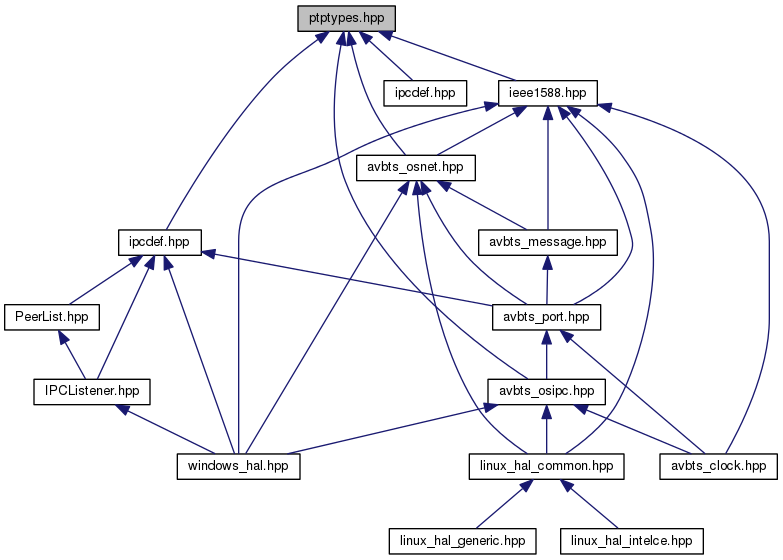 ptptypes.hpp
ipcdef.hpp
ieee1588.hpp
avbts_osnet.hpp
ipcdef.hpp
avbts_message.hpp
PeerList.hpp
avbts_port.hpp
IPCListener.hpp
avbts_osipc.hpp
windows_hal.hpp
linux_hal_common.hpp
avbts_clock.hpp
linux_hal_generic.hpp
linux_hal_intelce.hpp